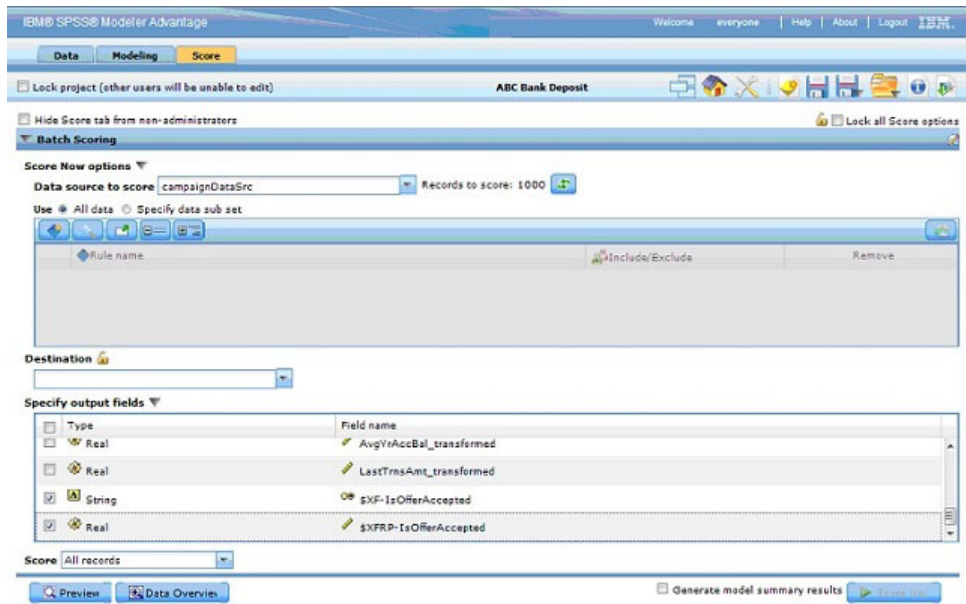 IBM® SPSS® Modeler Advantage
Welcome everyone | Help | About | Logout IBM.
Data Modeling Score
Lock project (other users will be unable to edit) ABC Bank Deposit
Hide Score tab from non-administrators Lock all Score options
Batch Scoring
Score Now options
Data source to score campaignDataSrc Records to score: 1000
Use All data Specify data sub set
Rule name Include/Exclude Remove
Destination
Specify output fields
Type Field name
Real AvgYrAccBal_transformed
Real LastTrnsAmt_transformed
String $XF-IsOfferAccepted
Real $XFRP-IsOfferAccepted
Score All records
Preview Data Overview Generate model summary results Score Now